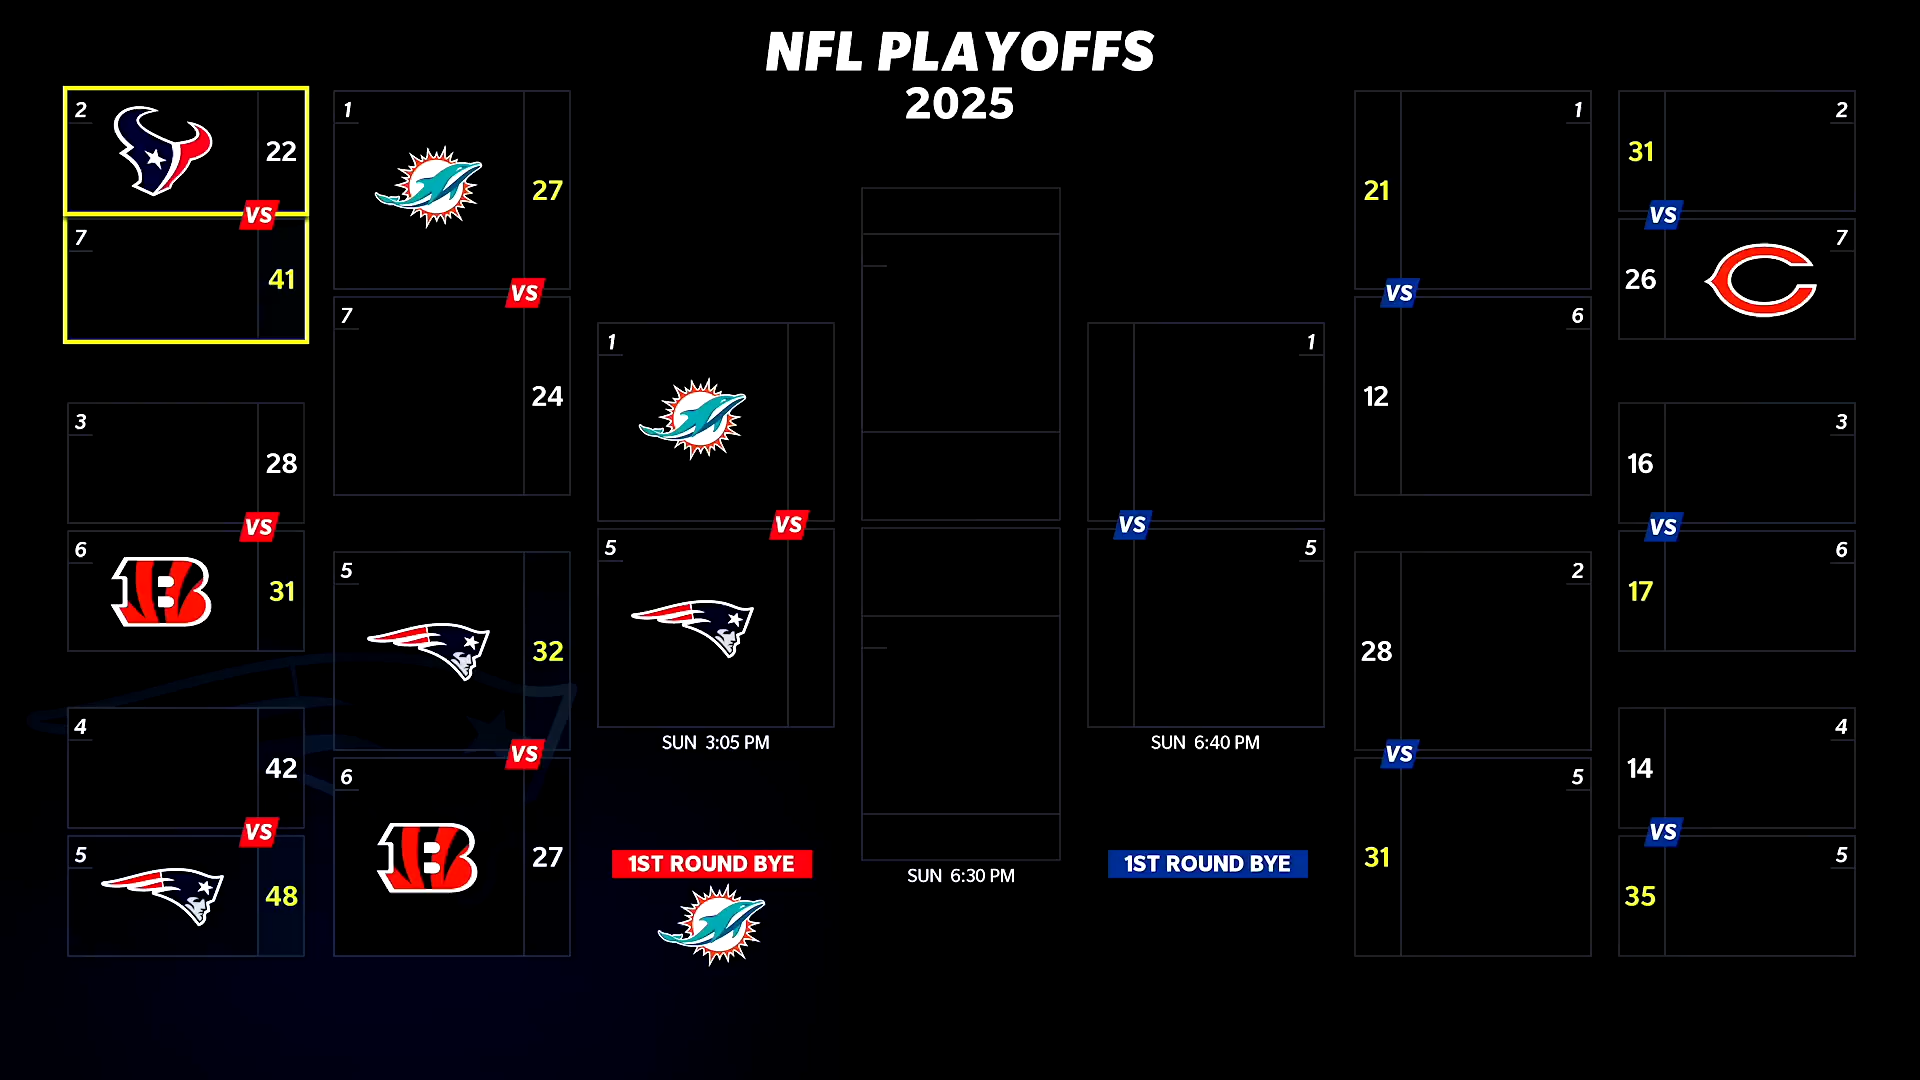 NFL PLAYOFFS
2025
2
22
VS
7
41
3
28
VS
6
31
4
42
VS
5
48
1
27
VS
7
24
5
32
VS
6
27
1
VS
5
SUN 3:05 PM
1ST ROUND BYE
SUN 6:30 PM
1
VS
5
SUN 6:40 PM
1ST ROUND BYE
1
21
VS
6
12
2
28
VS
5
31
2
31
VS
7
26
3
16
VS
6
17
4
14
VS
5
35